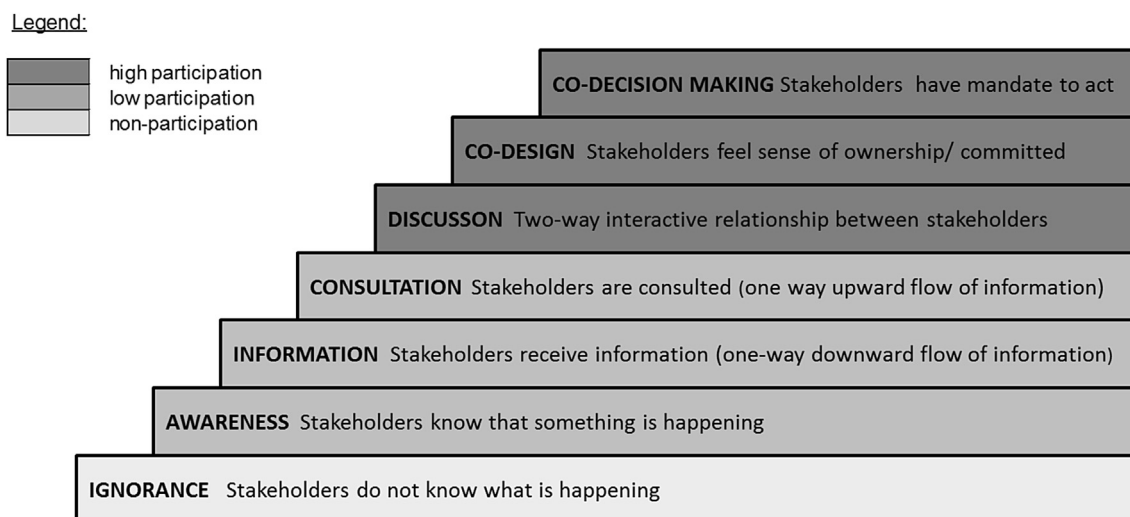 Legend:
high participation
low participation
non-participation
CO-DECISION MAKING Stakeholders have mandate to act
CO-DESIGN Stakeholders feel sense of ownership/ committed
DISCUSSON Two-way interactive relationship between stakeholders
CONSULTATION Stakeholders are consulted (one way upward flow of information)
INFORMATION Stakeholders receive information (one-way downward flow of information)
AWARENESS Stakeholders know that something is happening
IGNORANCE Stakeholders do not know what is happening